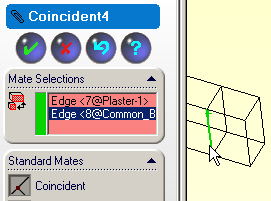 Coincident4
?
Mate Selections
Edge <7@Plaster-1>
Edge <8@Common_B
Standard Mates
Coincident